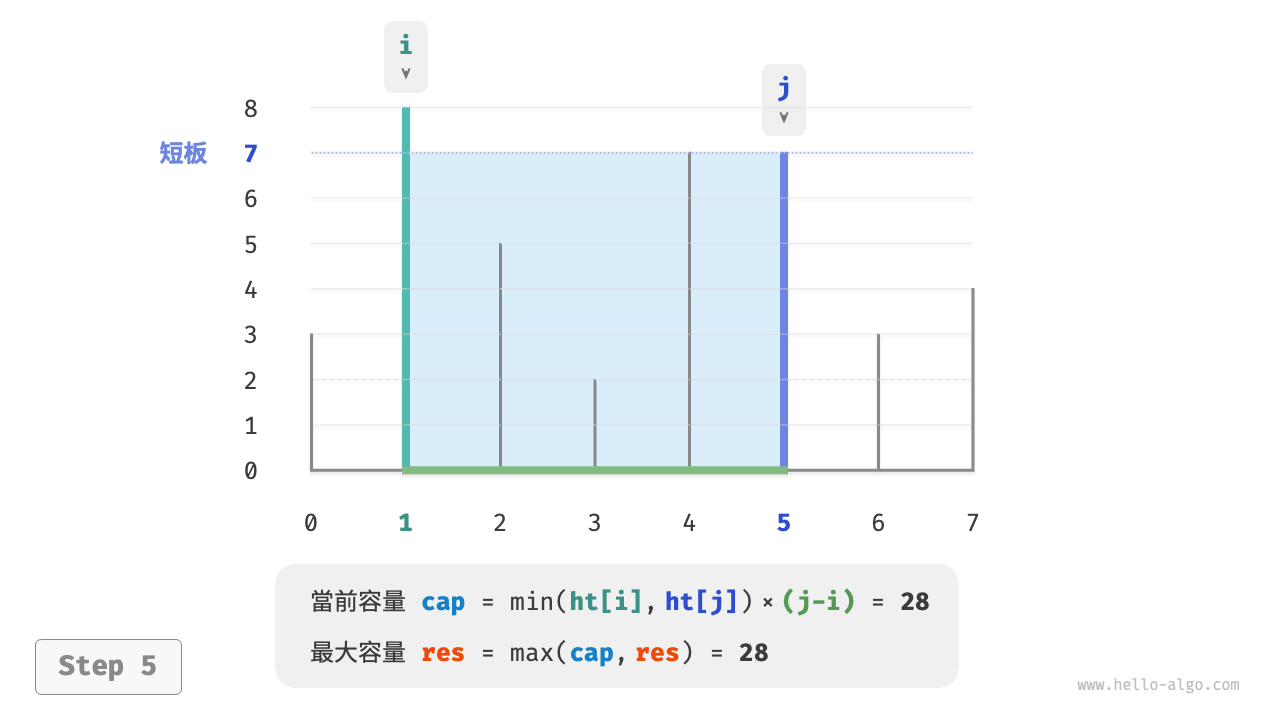 i
j
8
短板 7
6
5
4
3
2
1
0
0 1 2 3 4 5 6 7
當前容量 cap = min(ht[i], ht[j]) × (j-i) = 28
最大容量 res = max(cap, res) = 28
Step 5
www.hello-algo.com